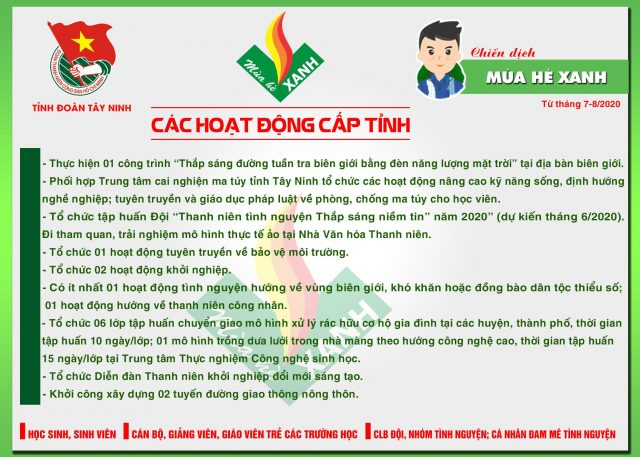 TỈNH ĐOÀN TÂY NINH
Mùa hè
XANH
Chiến dịch
MÙA HÈ XANH
Từ tháng 7-8/2020
CÁC HOẠT ĐỘNG CẤP TỈNH
- Thực hiện 01 công trình “Thắp sáng đường tuần tra biên giới bằng đèn năng lượng mặt trời” tại địa bàn biên giới.
- Phối hợp Trung tâm cai nghiện ma túy tỉnh Tây Ninh tổ chức các hoạt động nâng cao kỹ năng sống, định hướng
nghề nghiệp; tuyên truyền và giáo dục pháp luật về phòng, chống ma túy cho học viên.
- Tổ chức tập huấn Đội “Thanh niên tình nguyện Thắp sáng niềm tin” năm 2020” (dự kiến tháng 6/2020).
Đi tham quan, trải nghiệm mô hình thực tế ảo tại Nhà Văn hóa Thanh niên.
- Tổ chức 01 hoạt động tuyên truyền về bảo vệ môi trường.
- Tổ chức 02 hoạt động khởi nghiệp.
- Có ít nhất 01 hoạt động tình nguyện hướng về vùng biên giới, khó khăn hoặc đồng bào dân tộc thiểu số;
01 hoạt động hướng về thanh niên công nhân.
- Tổ chức 06 lớp tập huấn chuyển giao mô hình xử lý rác hữu cơ hộ gia đình tại các huyện, thành phố, thời gian
tập huấn 10 ngày/lớp; 01 mô hình trồng dưa lưới trong nhà màng theo hướng công nghệ cao, thời gian tập huấn
15 ngày/lớp tại Trung tâm Thực nghiệm Công nghệ sinh học.
- Tổ chức Diễn đàn Thanh niên khởi nghiệp đổi mới sáng tạo.
- Khởi công xây dựng 02 tuyến đường giao thông nông thôn.
HỌC SINH, SINH VIÊN
CÁN BỘ, GIẢNG VIÊN, GIÁO VIÊN TRẺ CÁC TRƯỜNG HỌC
CLB ĐỘI, NHÓM TÌNH NGUYỆN; CÁ NHÂN ĐAM MÊ TÌNH NGUYỆN